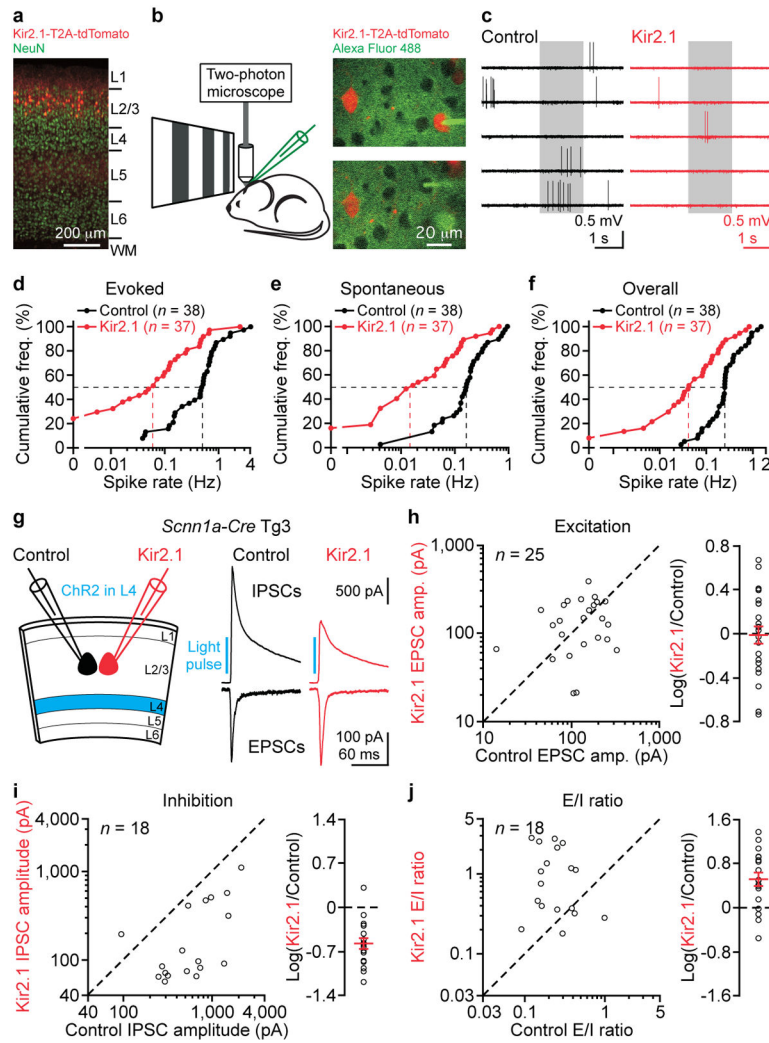 a
Kir2.1-T2A-tdTomato
NeuN
L1
L2/3
L4
L5
L6
WM
200 µm
b
Two-photon
microscope
Kir2.1-T2A-tdTomato
Alexa Fluor 488
20 µm
c
Control
Kir2.1
0.5 mV
1 s
0.5 mV
1 s
d
Evoked
Control (n = 38)
Kir2.1 (n = 37)
Cumulative freq. (%)
100
80
60
40
20
0
0 0.01 0.1 1 4
Spike rate (Hz)
e
Spontaneous
Control (n = 38)
Kir2.1 (n = 37)
Cumulative freq. (%)
100
80
60
40
20
0
0 0.01 0.1 1
Spike rate (Hz)
f
Overall
Control (n = 38)
Kir2.1 (n = 37)
Cumulative freq. (%)
100
80
60
40
20
0
0 0.01 0.1 1 2
Spike rate (Hz)
g
Scnn1a-Cre Tg3
Control
Kir2.1
ChR2 in L4
L1
L2/3
L4
L5
L6
Control
Kir2.1
IPSCs
500 pA
Light
pulse
EPSCs
100 pA
60 ms
h
Excitation
n = 25
Kir2.1 EPSC amp. (pA)
1,000
100
10
10 100 1,000
Control EPSC amp. (pA)
Log(Kir2.1/Control)
0.8
0.4
0
-0.4
-0.8
i
Inhibition
n = 18
Kir2.1 IPSC amplitude (pA)
4,000
1,000
100
40
40 100 1,000 4,000
Control IPSC amplitude (pA)
Log(Kir2.1/Control)
1.4
0.7
0
-0.7
-1.4
j
E/I ratio
n = 18
Kir2.1 E/I ratio
5
1
0.1
0.03
0.03 0.1 1 5
Control E/I ratio
Log(Kir2.1/Control)
1.6
0.8
0
-0.8
-1.6